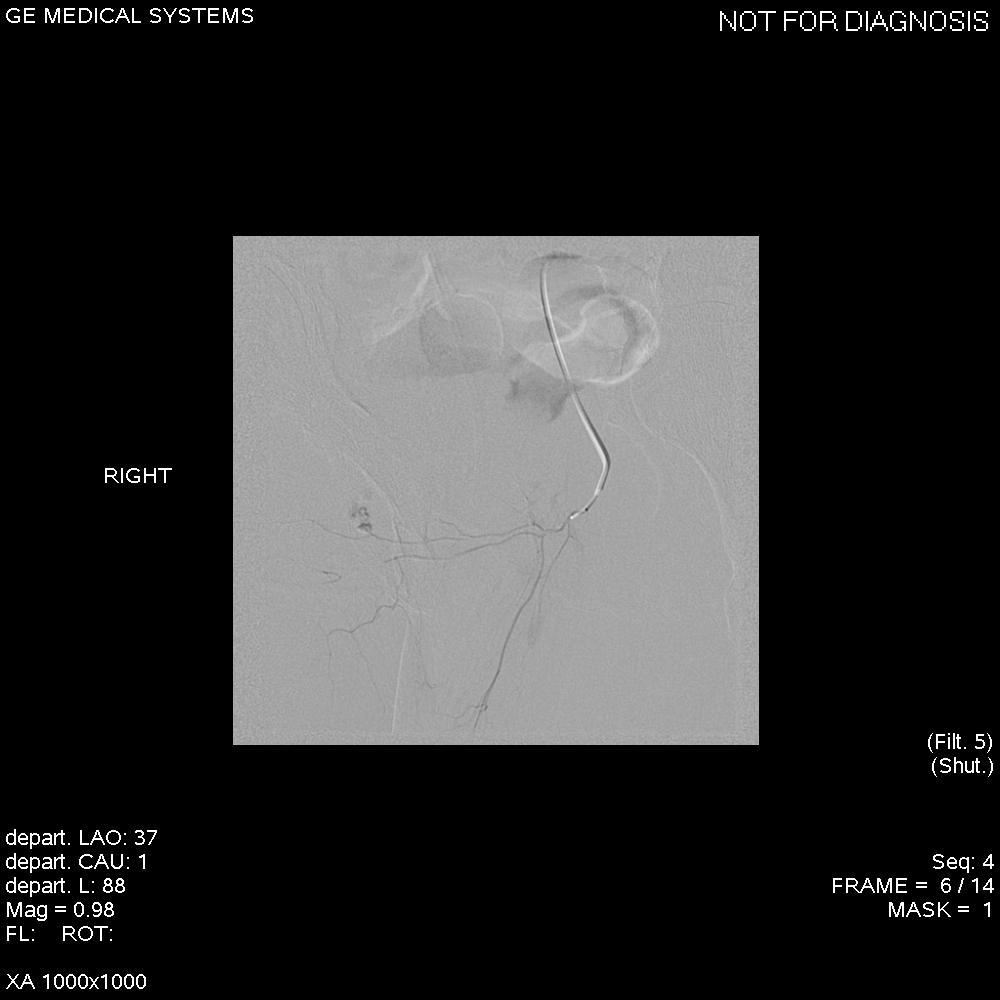 GE MEDICAL SYSTEMS
NOT FOR DIAGNOSIS
RIGHT
(Filt. 5)
(Shut.)
depart. LAO: 37
depart. CAU: 1
depart. L: 88
Mag = 0.98
FL: ROT:
Seq: 4
FRAME = 6 / 14
MASK = 1
XA 1000x1000